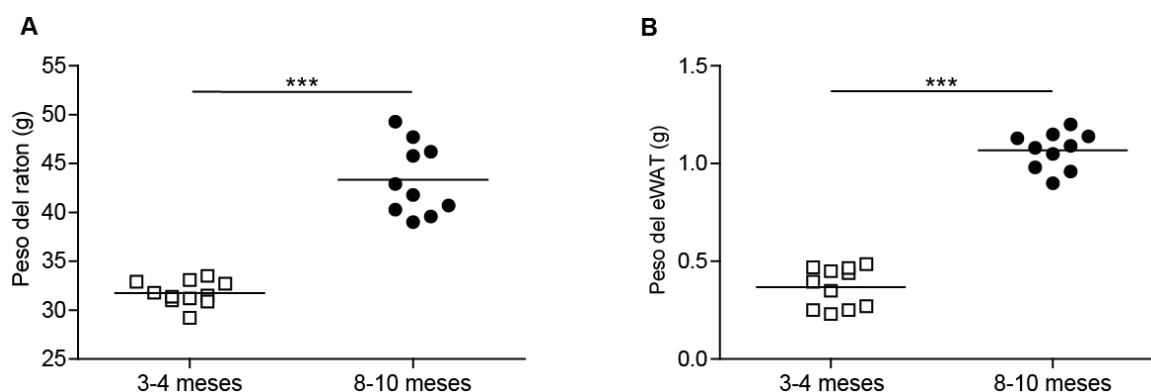 A
Peso del raton (g)
55
50
45
40
35
30
25
***
3-4 meses
8-10 meses
B
Peso del eWAT (g)
1.5
1.0
0.5
0.0
***
3-4 meses
8-10 meses